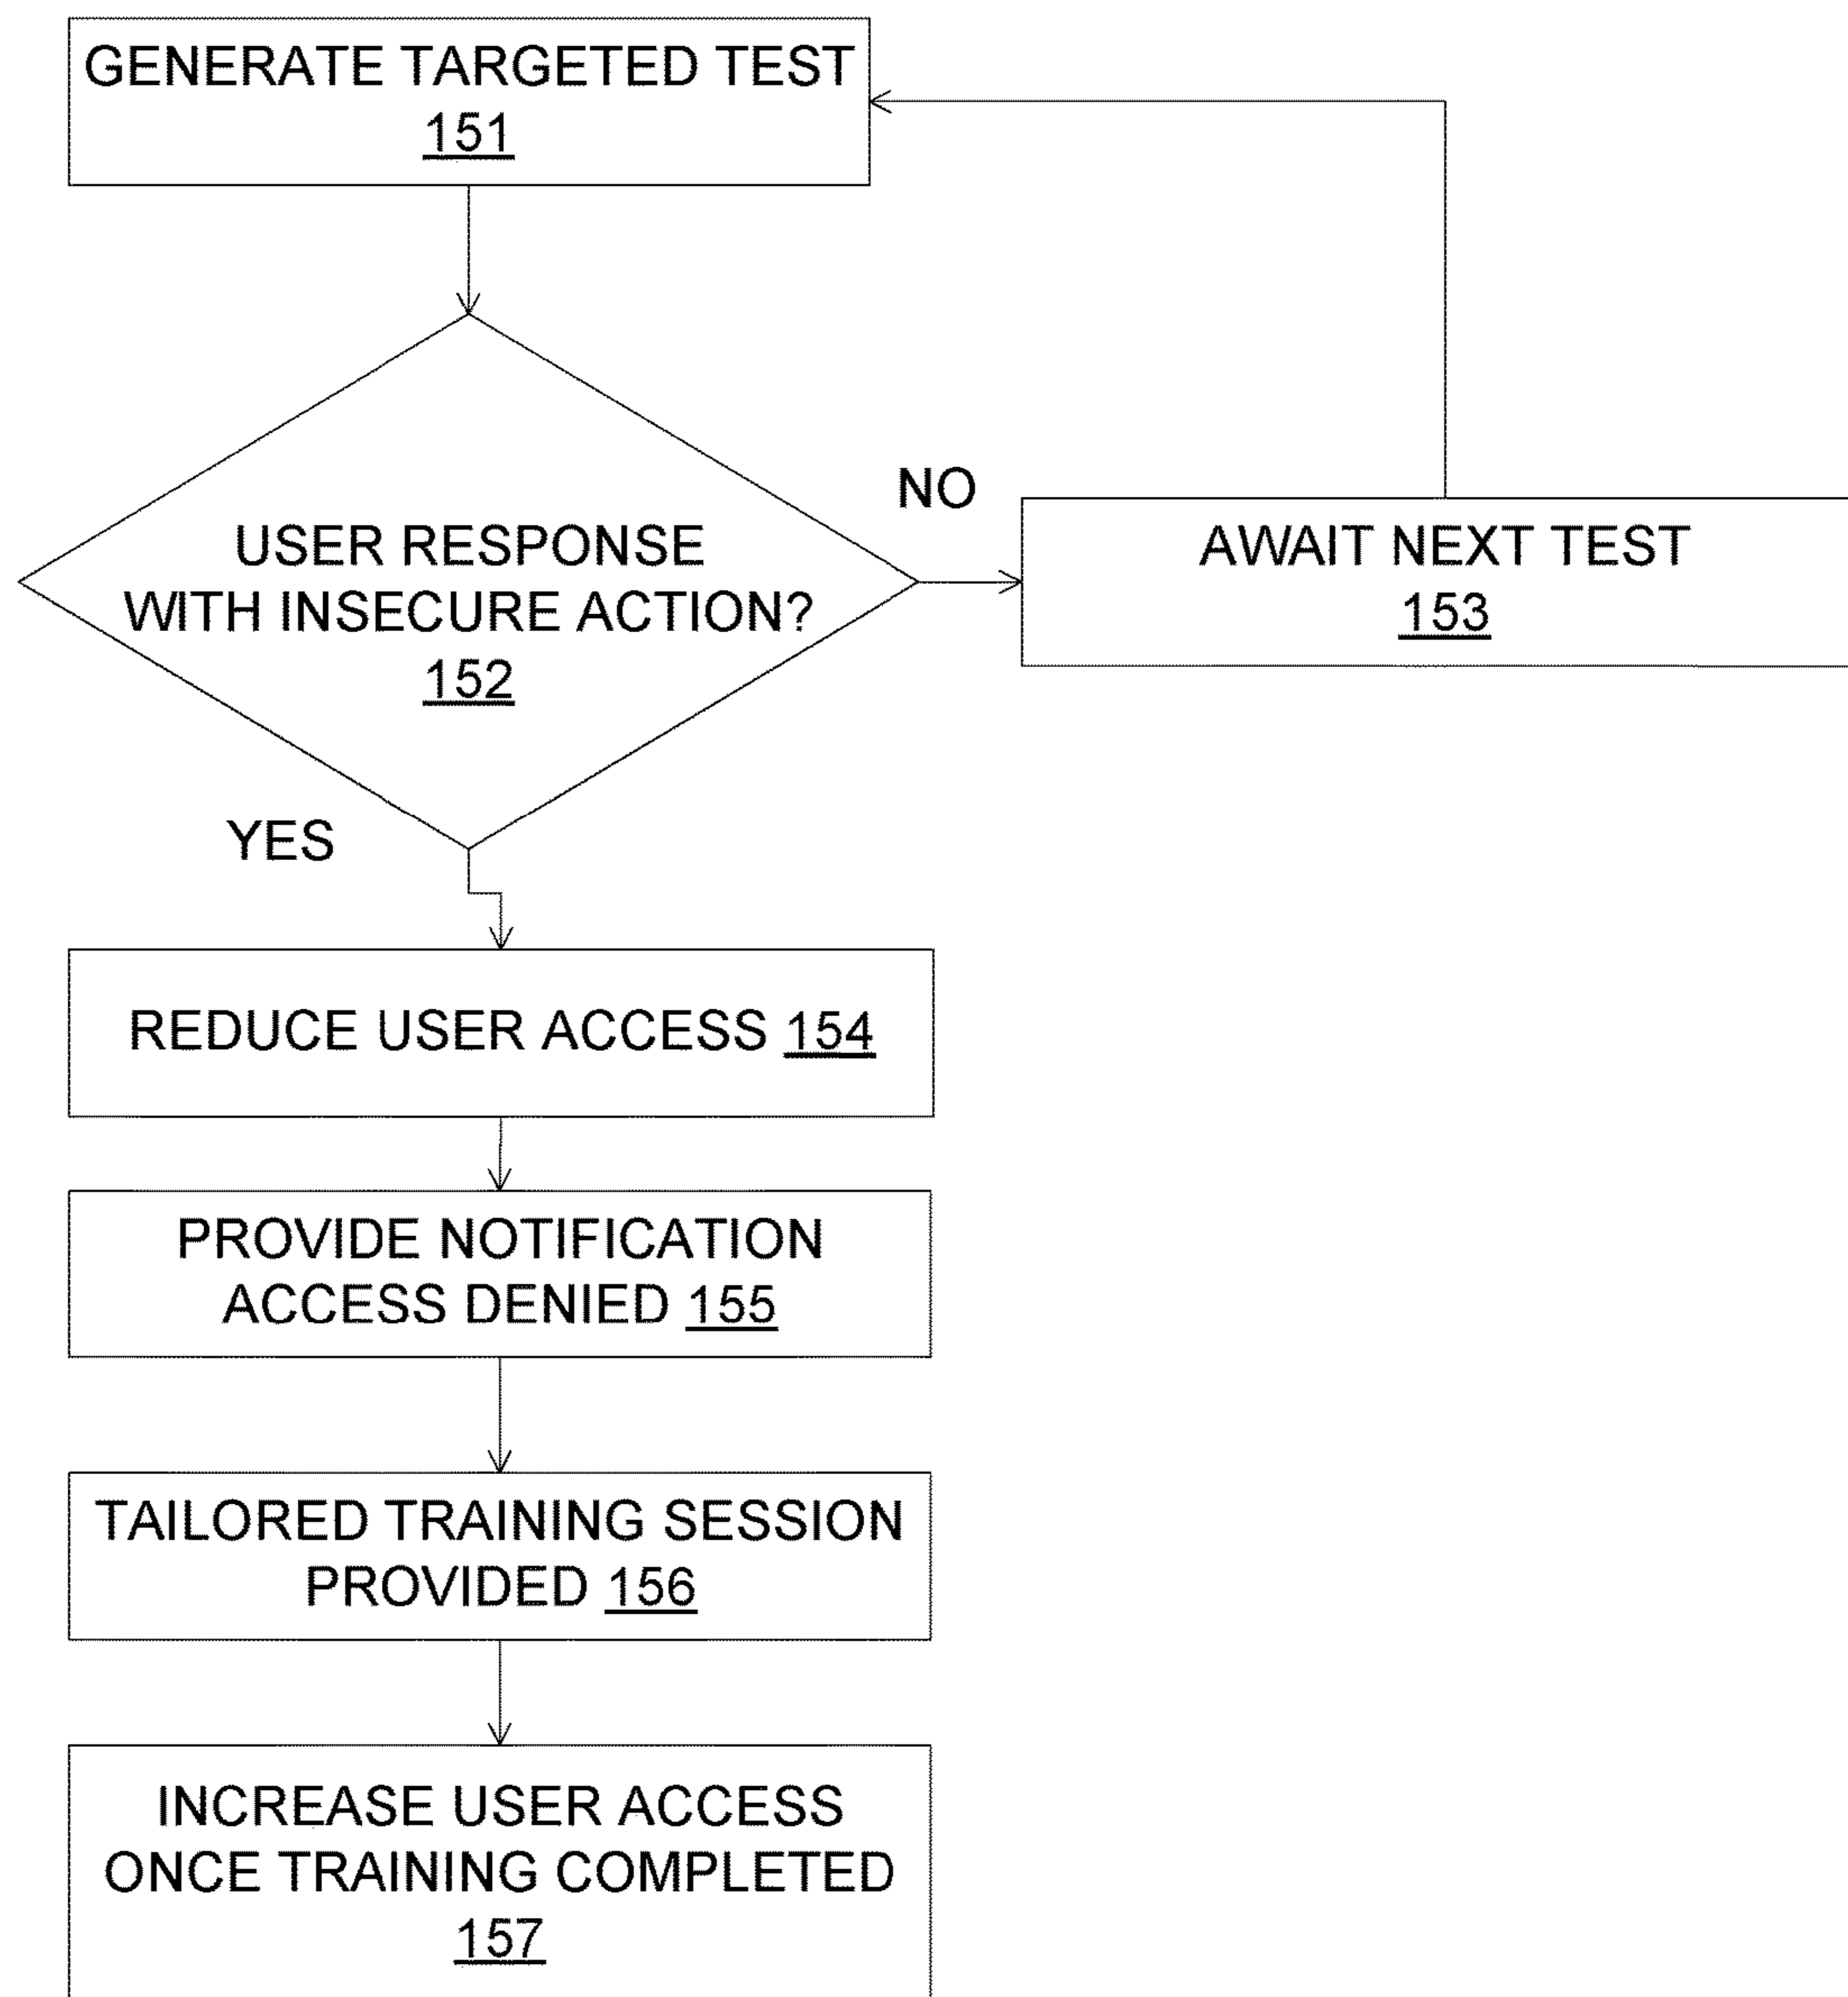 GENERATE TARGETED TEST
151
NO
USER RESPONSE
WITH INSECURE ACTION?
152
AWAIT NEXT TEST
153
YES
REDUCE USER ACCESS 154
PROVIDE NOTIFICATION
ACCESS DENIED 155
TAILORED TRAINING SESSION
PROVIDED 156
INCREASE USER ACCESS
ONCE TRAINING COMPLETED
157